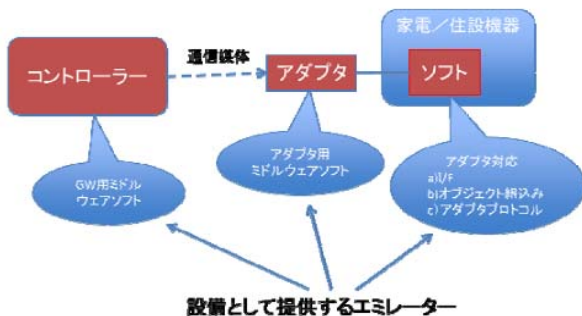 家電／住設機器
コントローラー
通信媒体
アダプタ
ソフト
GW用ミドル
ウェアソフト
アダプタ用
ミドルウェアソフト
アダプタ対応
a)I/F
b)オブジェクト組込み
c)アダプタプロトコル
設備として提供するエミレーター